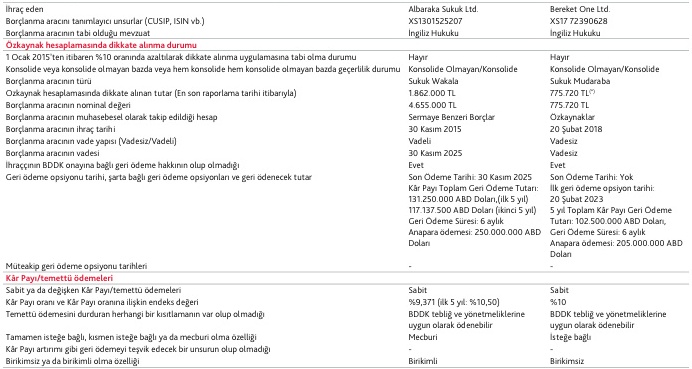 İhraç eden Albaraka Sukuk Ltd. Bereket One Ltd.
Borçlanma aracını tanımlayıcı unsurlar (CUSIP, ISIN vb.) XS1301525207 XS17 72390628
Borçlanma aracının tabi olduğu mevzuat İngiliz Hukuku İngiliz Hukuku
Özkaynak hesaplamasında dikkate alınma durumu
1 Ocak 2015'ten itibaren %10 oranında azaltılarak dikkate alınma uygulamasına tabi olma durumu Hayır Hayır
Konsolide veya konsolide olmayan bazda veya hem konsolide hem konsolide olmayan bazda geçerlilik durumu Konsolide Olmayan/Konsolide Konsolide Olmayan/Konsolide
Borçlanma aracının türü Sukuk Wakala Sukuk Mudaraba
Özkaynak hesaplamasında dikkate alınan tutar (En son raporlama tarihi itibarıyla) 1.862.000 TL 775.720 TL(*)
Borçlanma aracının nominal değeri 4.655.000 TL 775.720 TL
Borçlanma aracının muhasebesel olarak takip edildiği hesap Sermaye Benzeri Borçlar Özkaynaklar
Borçlanma aracının ihraç tarihi 30 Kasım 2015 20 Şubat 2018
Borçlanma aracının vade yapısı (Vadesiz/Vadeli) Vadeli Vadesiz
Borçlanma aracının vadesi 30 Kasım 2025 Vadesiz
İhraççının BDDK onayına bağlı geri ödeme hakkının olup olmadığı Evet Evet
Geri ödeme opsiyonu tarihi, şarta bağlı geri ödeme opsiyonları ve geri ödenecek tutar Son Ödeme Tarihi: 30 Kasım 2025 Son Ödeme Tarihi: Yok
Kâr Payı Toplam Geri Ödeme Tutarı: İlk geri ödeme opsiyon tarihi:
131.250.000 ABD Doları,(ilk 5 yıl) 20 Şubat 2023
117.137.500 ABD Doları (ikinci 5 yıl) 5 yıl Toplam Kâr Payı Geri Ödeme
Geri Ödeme Süresi: 6 aylık Tutarı: 102.500.000 ABD Doları,
Anapara ödemesi: 250.000.000 ABD Geri Ödeme Süresi: 6 aylık
Doları Anapara ödemesi: 205.000.000 ABD
Doları
Müteakip geri ödeme opsiyonu tarihleri - -
Kâr Payı/temettü ödemeleri
Sabit ya da değişken Kâr Payı/temettü ödemeleri Sabit Sabit
Kâr Payı oranı ve Kâr Payı oranına ilişkin endeks değeri %9,371 (ilk 5 yıl: %10,50) %10
Temettü ödemesini durduran herhangi bir kısıtlamanın var olup olmadığı BDDK tebliğ ve yönetmeliklerine BDDK tebliğ ve yönetmeliklerine
uygun olarak ödenebilir uygun olarak ödenebilir
Tamamen isteğe bağlı, kısmen isteğe bağlı ya da mecburi olma özelliği Mecburi İsteğe bağlı
Kâr Payı artırımı gibi geri ödemeyi teşvik edecek bir unsurun olup olmadığı - -
Birikimsiz ya da birikimli olma özelliği Birikimli Birikimsiz